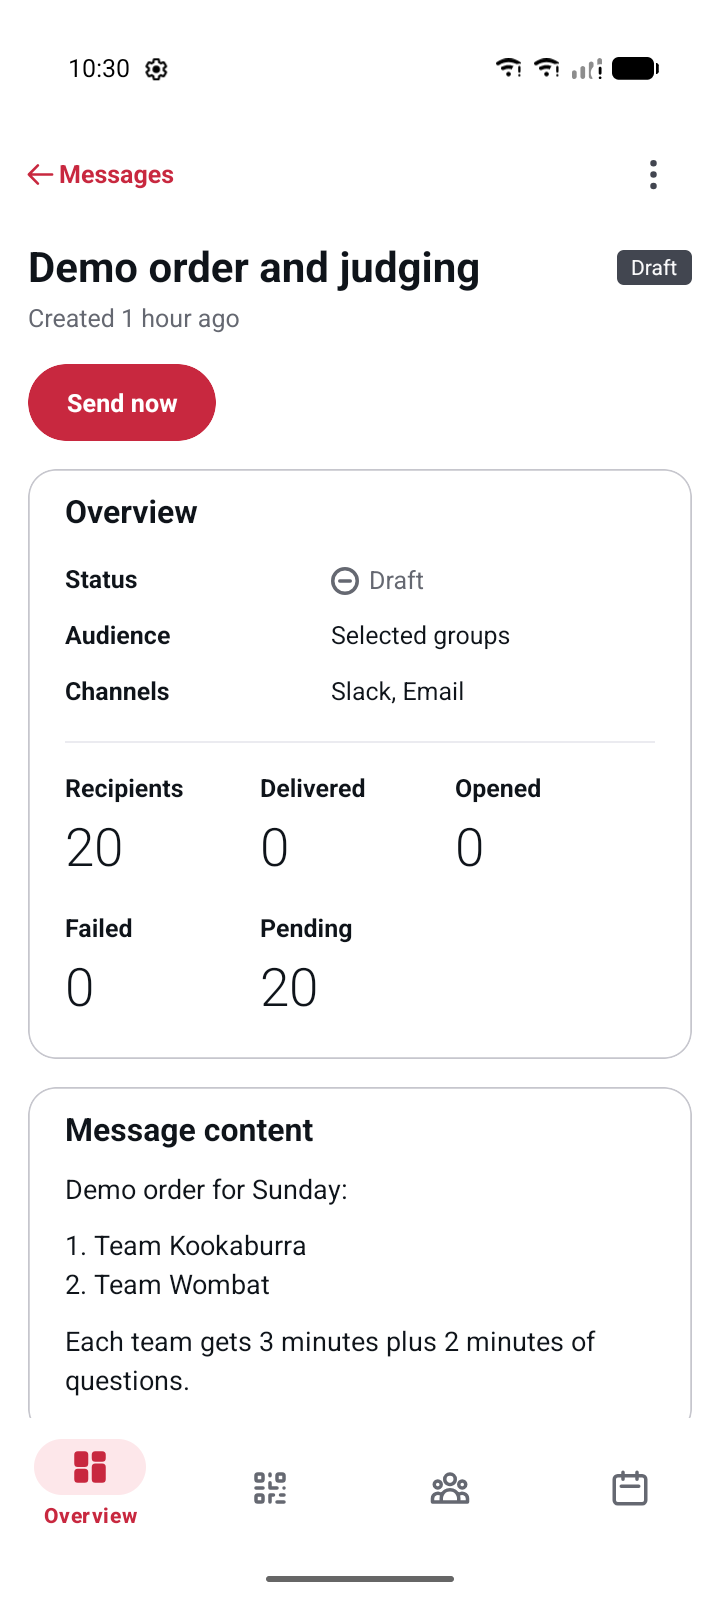 10:30
Messages
Demo order and judging
Draft
Created 1 hour ago
Send now
Overview
Status
Draft
Audience
Selected groups
Channels
Slack, Email
Recipients
Delivered
Opened
20
0
0
Failed
Pending
0
20
Message content
Demo order for Sunday:
1. Team Kookaburra
2. Team Wombat
Each team gets 3 minutes plus 2 minutes of
questions.
Overview